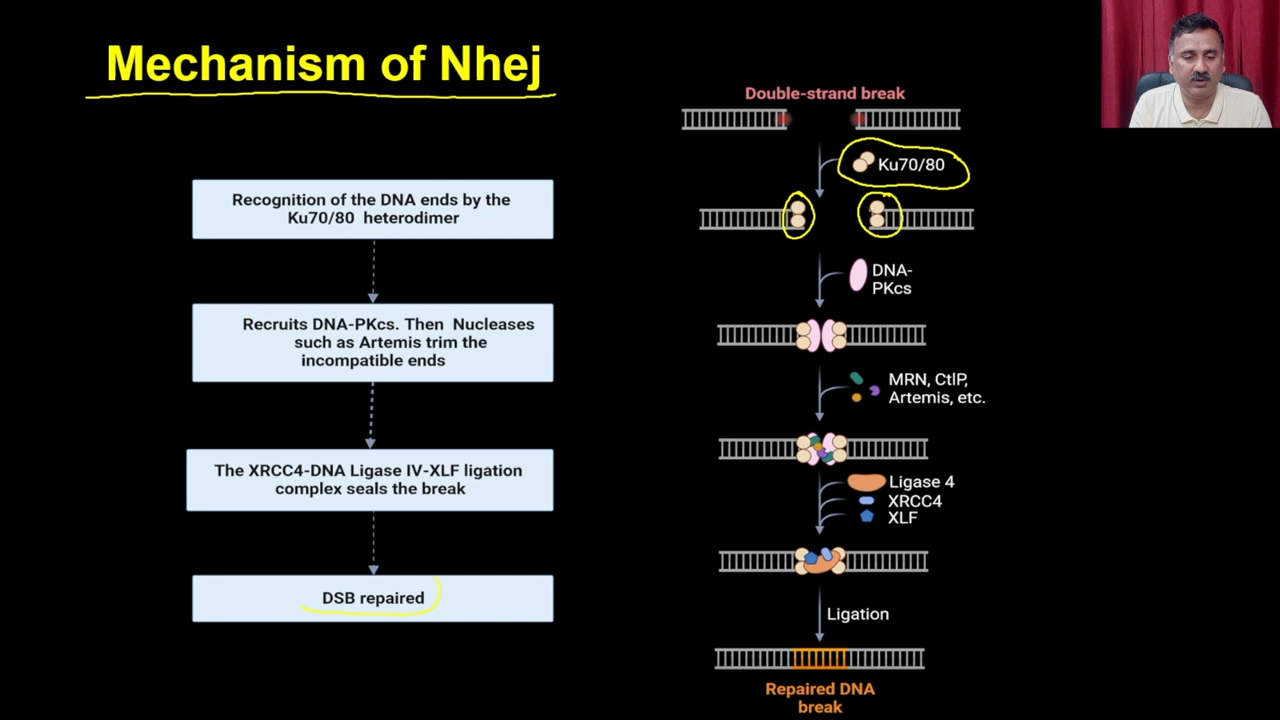 Mechanism of Nhej
Recognition of the DNA ends by the
Ku70/80 heterodimer
Recruits DNA-PKcs. Then Nucleases
such as Artemis trim the
incompatible ends
The XRCC4-DNA Ligase IV-XLF ligation
complex seals the break
DSB repaired
Double-strand break
Ku70/80
DNA-
PKcs
MRN, CtIP,
Artemis, etc.
Ligase 4
XRCC4
XLF
Ligation
Repaired DNA
break